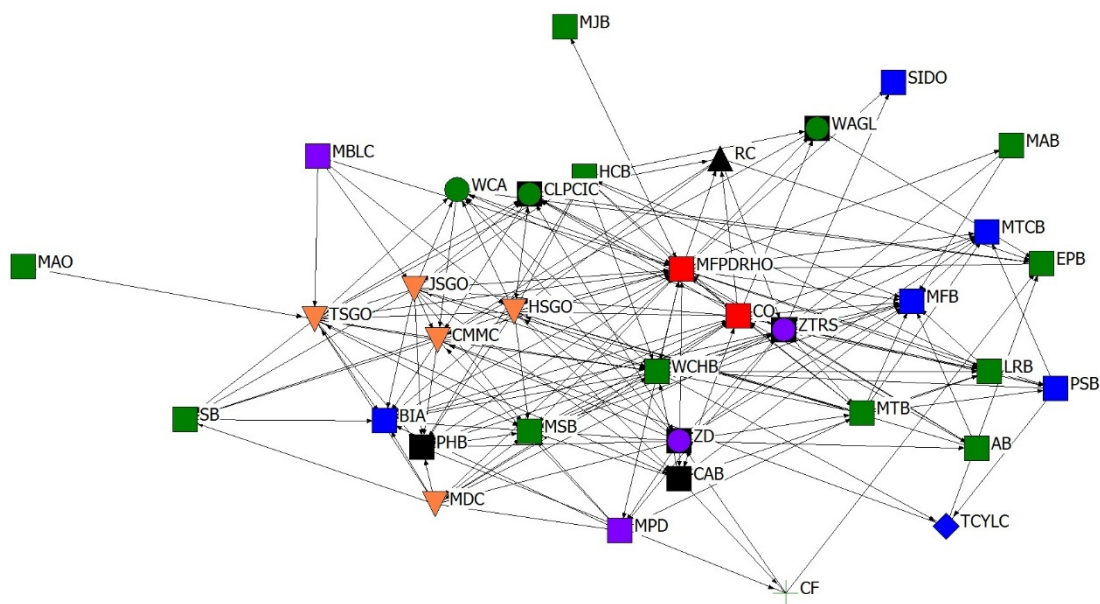 MJB
SIDO
WAGL
MAB
MBLC
RC
HCB
WCA
CLPCIC
MTCB
MAO
MFPDRHO
EPB
JSGO
TSGO
HSGO
MFB
CO
ZTRS
CMMC
WCHB
LRB
PSB
SB
BIA
MTB
MSB
PHB
ZD
AB
CAB
MDC
MPD
TCYLC
CF